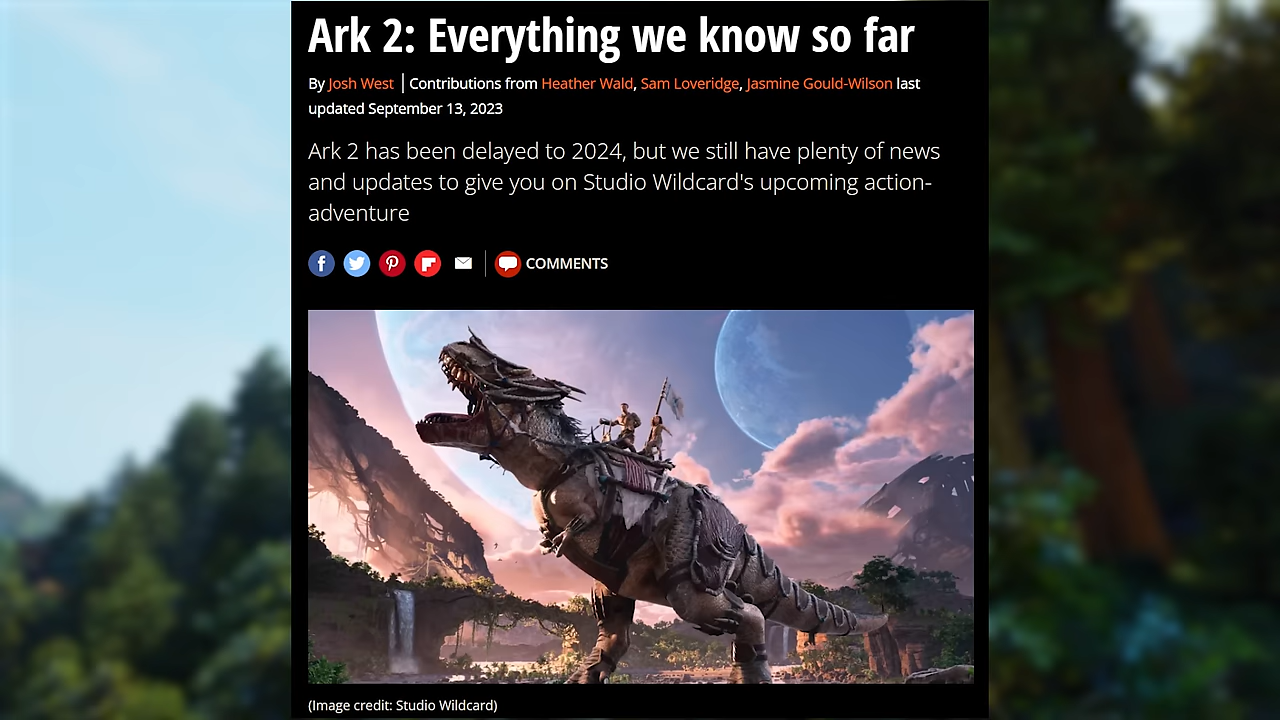 Ark 2: Everything we know so far
By Josh West | Contributions from Heather Wald, Sam Loveridge, Jasmine Gould-Wilson last
updated September 13, 2023
Ark 2 has been delayed to 2024, but we still have plenty of news
and updates to give you on Studio Wildcard's upcoming action-
adventure
COMMENTS
(Image credit: Studio Wildcard)